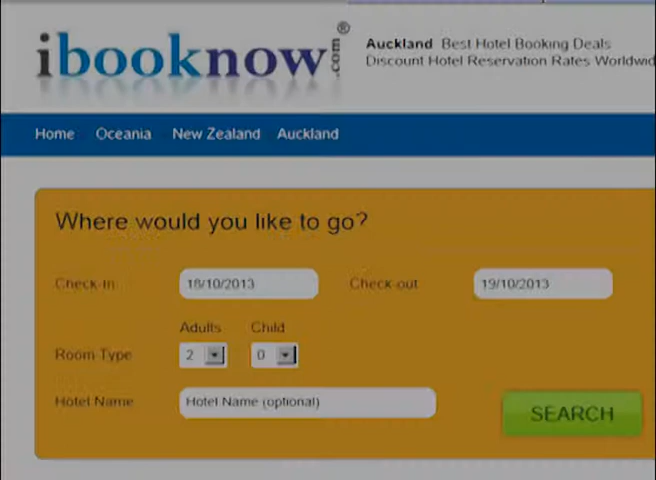 ibooknow.com®
Auckland Best Hotel Booking Deals
Discount Hotel Reservation Rates
Home Oceania New Zealand Auckland
Where would you like to go?
Check-in 18/10/2013 Check-out 19/10/2013
Adults Child
Room Type 2 0
Hotel Name Hotel Name (optional)
SEARCH